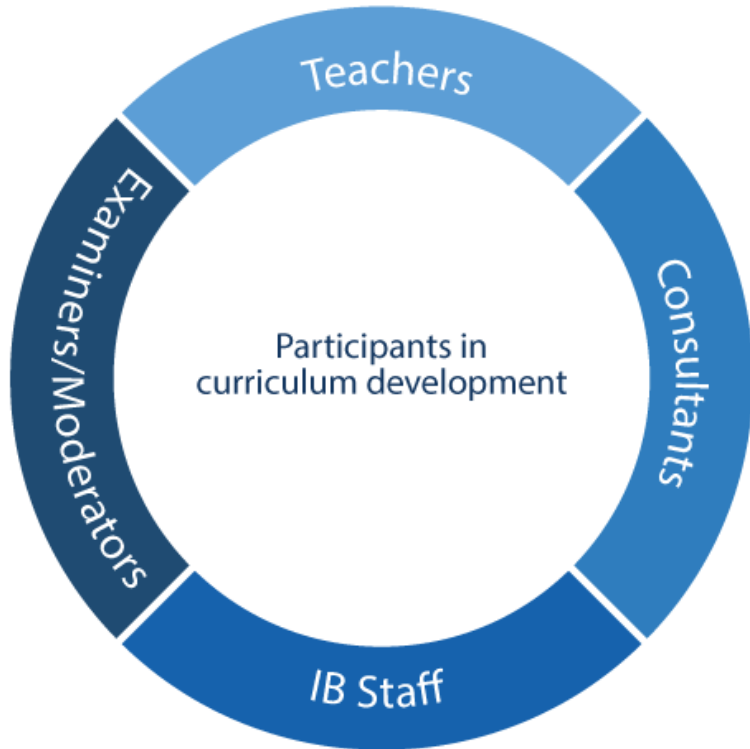 Teachers
Consultants
IB Staff
Examiners/Moderators
Participants in
curriculum development